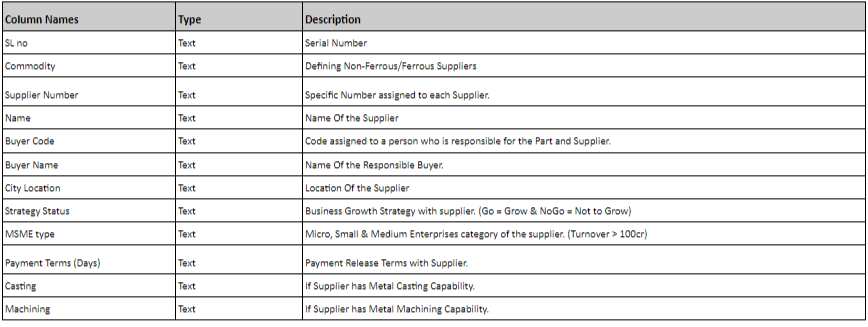 Column Names Type Description
SL no Text Serial Number
Commodity Text Defining Non-Ferrous/Ferrous Suppliers
Supplier Number Text Specific Number assigned to each Supplier.
Name Text Name Of the Supplier
Buyer Code Text Code assigned to a person who is responsible for the Part and Supplier.
Buyer Name Text Name Of the Responsible Buyer.
City Location Text Location Of the Supplier
Strategy Status Text Business Growth Strategy with supplier. (Go = Grow & NoGo = Not to Grow)
MSME type Text Micro, Small & Medium Enterprises category of the supplier. (Turnover > 100cr)
Payment Terms (Days) Text Payment Release Terms with Supplier.
Casting Text If Supplier has Metal Casting Capability.
Machining Text If Supplier has Metal Machining Capability.